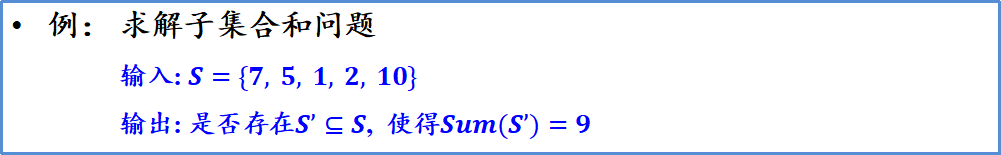 • 例： 求解子集合和问题
输入: S = {7, 5, 1, 2, 10}
输出: 是否存在S' ⊆ S, 使得Sum(S') = 9